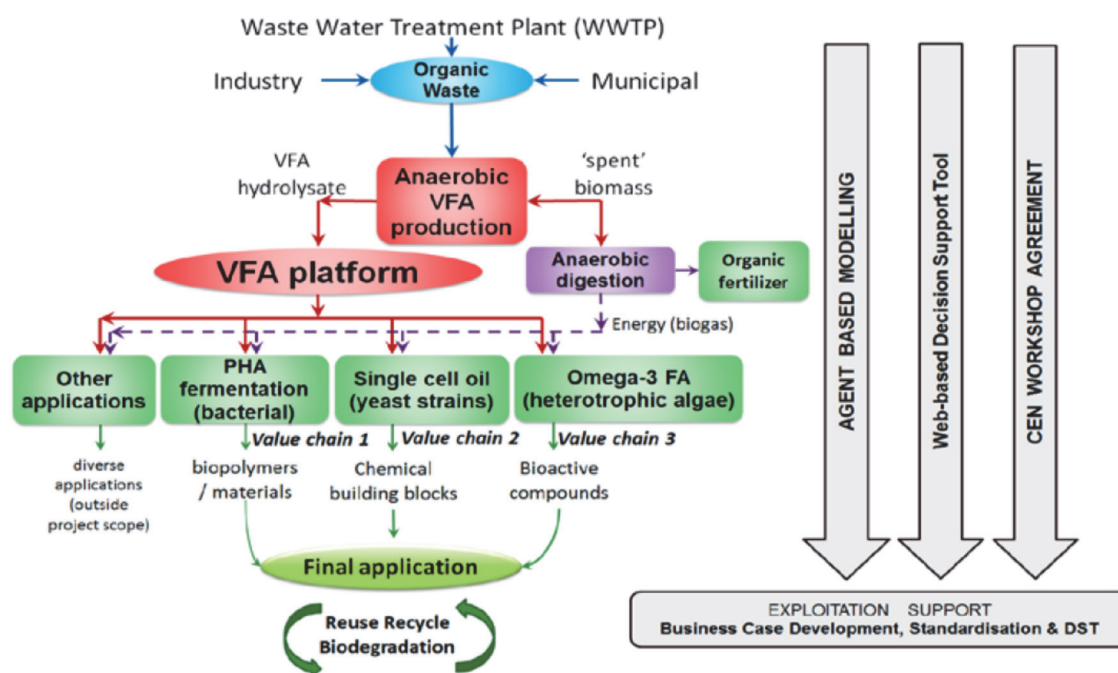 Waste Water Treatment Plant (WWTP)
Industry
Organic
Waste
Municipal
VFA
hydrolysate
Anaerobic
VFA
production
‘spent’
biomass
VFA platform
Anaerobic
digestion
Organic
fertilizer
Energy (biogas)
Other
applications
PHA
fermentation
(bacterial)
Single cell oil
(yeast strains)
Omega-3 FA
(heterotrophic algae)
Value chain 1
Value chain 2
Value chain 3
diverse
applications
(outside
project scope)
biopolymers
/ materials
Chemical
building blocks
Bioactive
compounds
Final application
Reuse Recycle
Biodegradation
AGENT BASED MODELLING
Web-based Decision Support Tool
CEN WORKSHOP AGREEMENT
EXPLOITATION SUPPORT
Business Case Development, Standardisation & DST